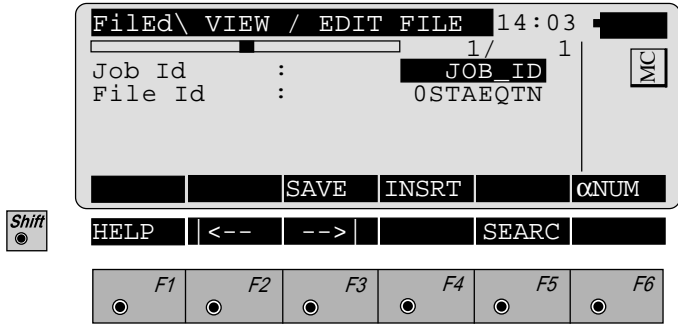 FilEd\ VIEW / EDIT FILE 14:03
1/ 1
Job Id : JOB_ID
File Id : 0STAEQTN
MC
SAVE INSRT αNUM
Shift
HELP |<-- -->| SEARC
F1 F2 F3 F4 F5 F6